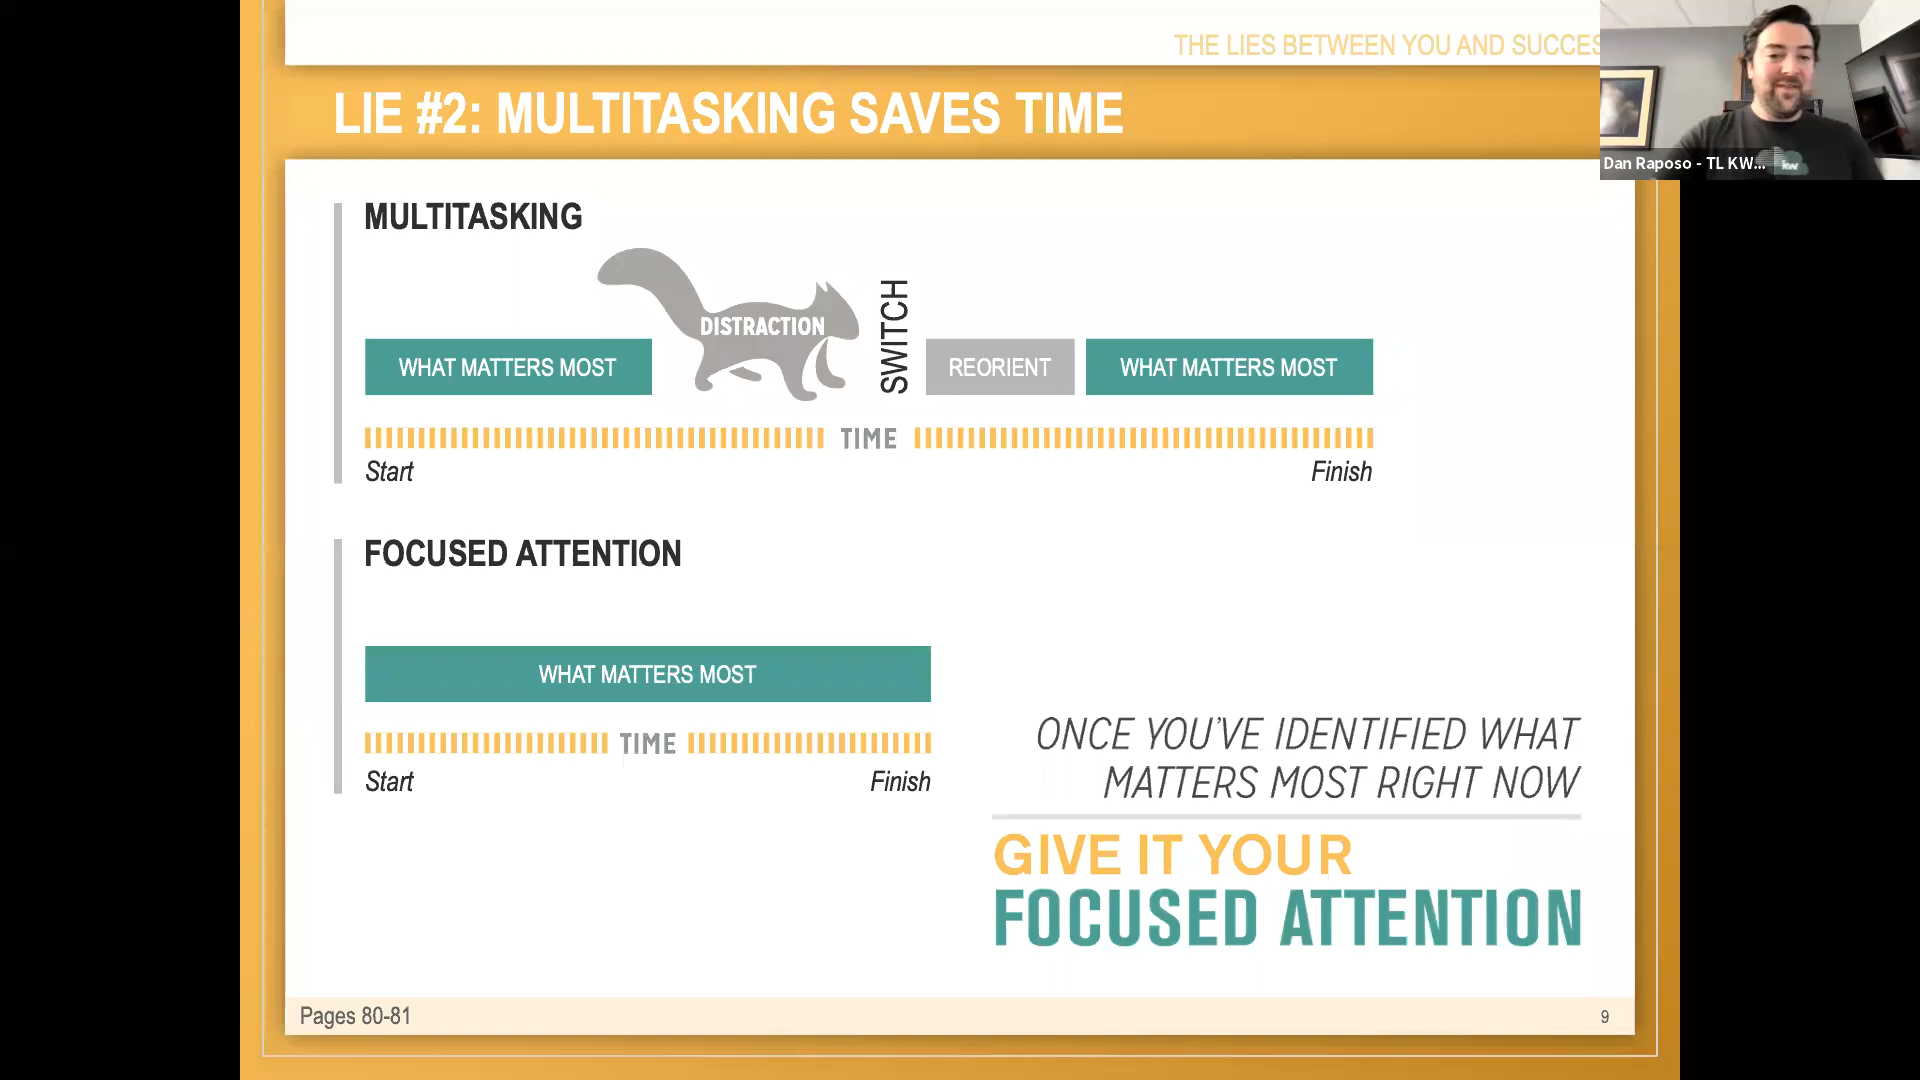 THE LIES BETWEEN YOU AND SUCCES
LIE #2: MULTITASKING SAVES TIME
Dan Raposo - TL KW...
kw
MULTITASKING
DISTRACTION
SWITCH
WHAT MATTERS MOST
REORIENT
WHAT MATTERS MOST
TIME
Start
Finish
FOCUSED ATTENTION
WHAT MATTERS MOST
TIME
Start
Finish
ONCE YOU'VE IDENTIFIED WHAT
MATTERS MOST RIGHT NOW
GIVE IT YOUR
FOCUSED ATTENTION
Pages 80-81
9